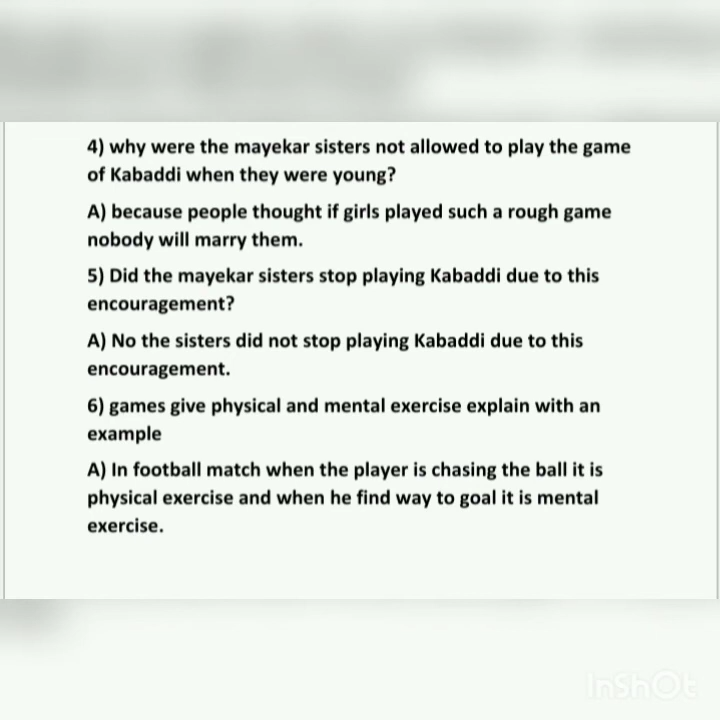 4) why were the mayekar sisters not allowed to play the game
of Kabaddi when they were young?
A) because people thought if girls played such a rough game
nobody will marry them.
5) Did the mayekar sisters stop playing Kabaddi due to this
encouragement?
A) No the sisters did not stop playing Kabaddi due to this
encouragement.
6) games give physical and mental exercise explain with an
example
A) In football match when the player is chasing the ball it is
physical exercise and when he find way to goal it is mental
exercise.
InShOt